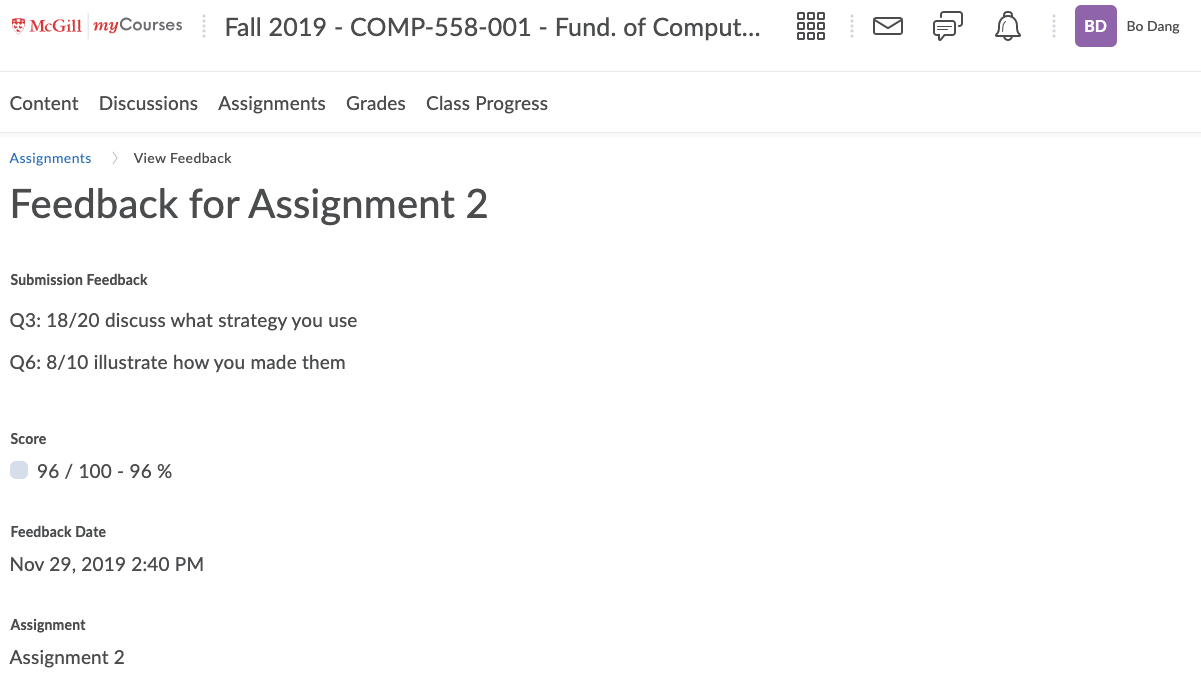 McGill myCourses Fall 2019 - COMP-558-001 - Fund. of Comput... BD Bo Dang
Content Discussions Assignments Grades Class Progress
Assignments View Feedback
Feedback for Assignment 2
Submission Feedback
Q3: 18/20 discuss what strategy you use
Q6: 8/10 illustrate how you made them
Score
96 / 100 - 96 %
Feedback Date
Nov 29, 2019 2:40 PM
Assignment
Assignment 2